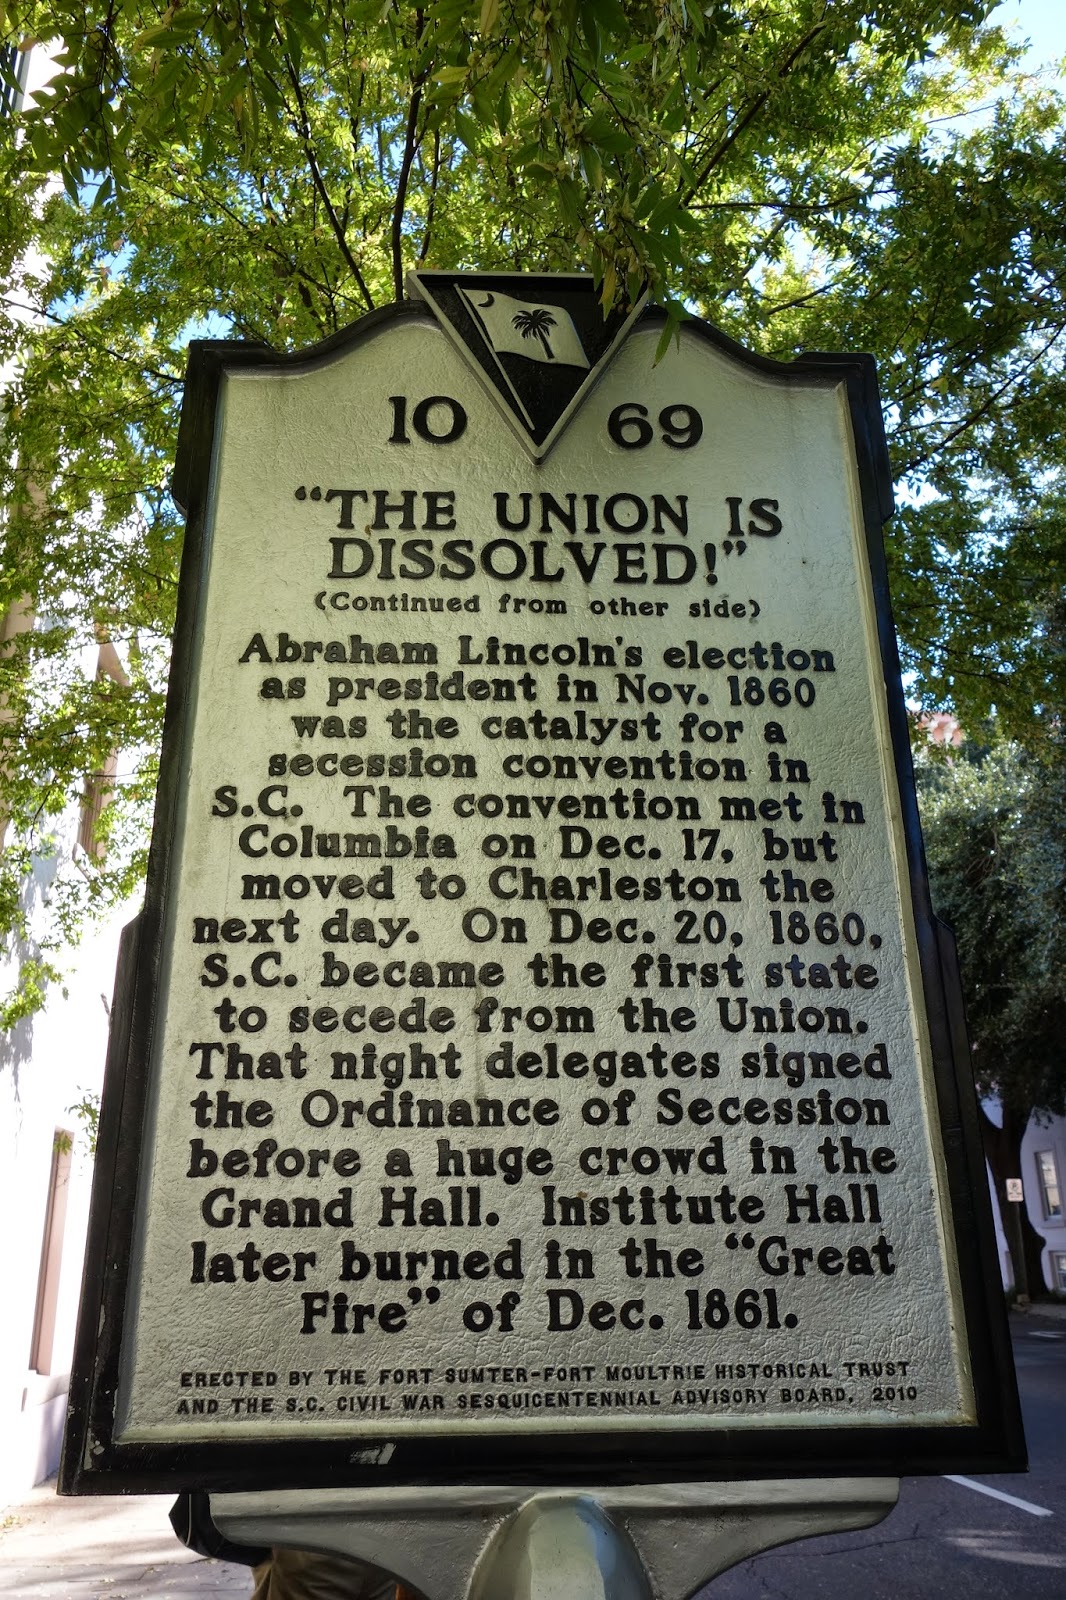 10 69
“THE UNION IS
DISSOLVED!”
(Continued from other side)
Abraham Lincoln's election
as president in Nov. 1860
was the catalyst for a
secession convention in
S.C. The convention met in
Columbia on Dec. 17, but
moved to Charleston the
next day. On Dec. 20, 1860,
S.C. became the first state
to secede from the Union.
That night delegates signed
the Ordinance of Secession
before a huge crowd in the
Grand Hall. Institute Hall
later burned in the “Great
Fire” of Dec. 1861.
ERECTED BY THE FORT SUMTER-FORT MOULTRIE HISTORICAL TRUST
AND THE S.C. CIVIL WAR SESQUICENTENNIAL ADVISORY BOARD, 2010